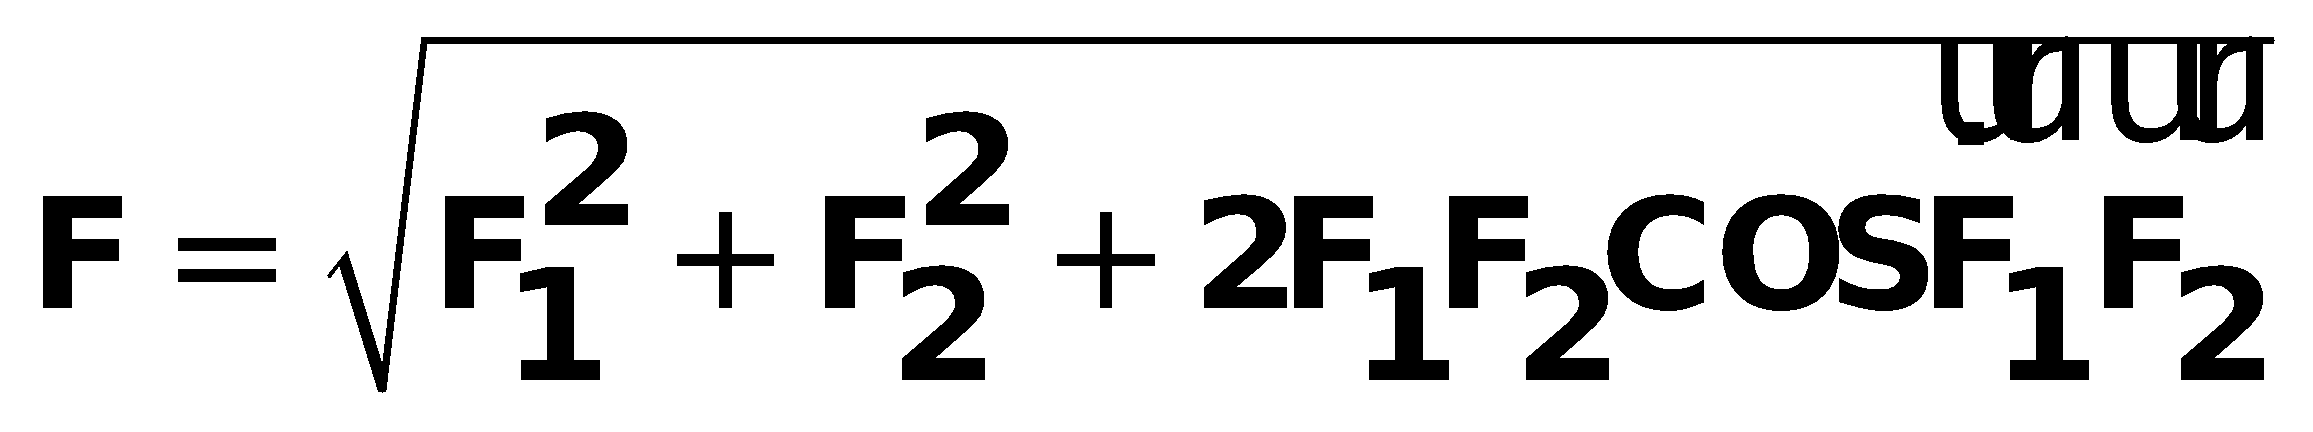 F = √F₁² + F₂² + 2F₁F₂COSF₁F₂